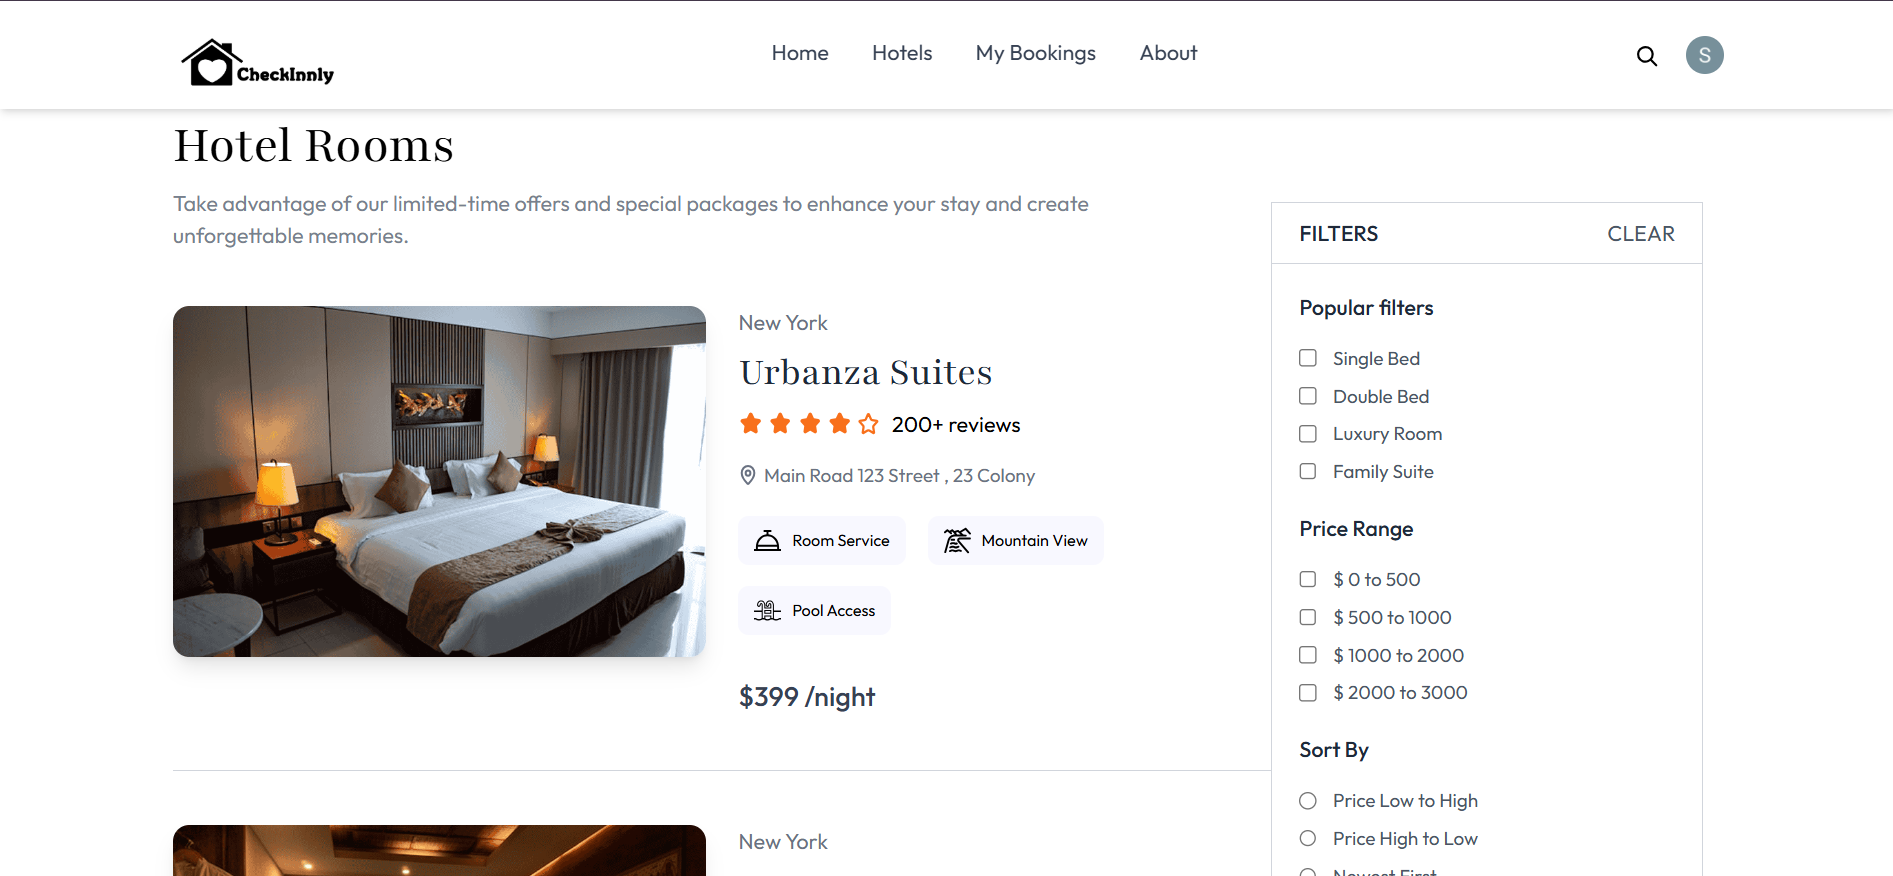 CheckInnly
Home
Hotels
My Bookings
About
S
Hotel Rooms
Take advantage of our limited-time offers and special packages to enhance your stay and create
unforgettable memories.
New York
Urbanza Suites
200+ reviews
Main Road 123 Street , 23 Colony
Room Service
Mountain View
Pool Access
$399 /night
New York
FILTERS
CLEAR
Popular filters
Single Bed
Double Bed
Luxury Room
Family Suite
Price Range
$ 0 to 500
$ 500 to 1000
$ 1000 to 2000
$ 2000 to 3000
Sort By
Price Low to High
Price High to Low
Newest First